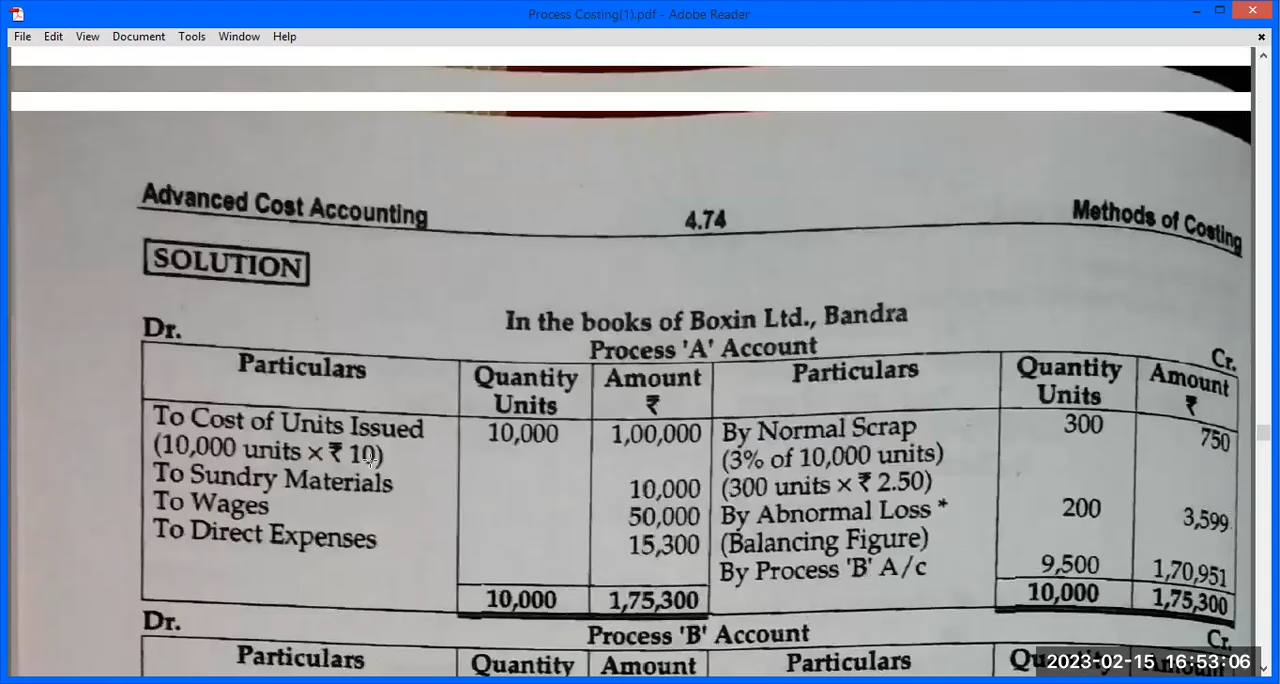 Process Costing(1).pdf - Adobe Reader
File Edit View Document Tools Window Help
Advanced Cost Accounting 4.74 Methods of Costing
SOLUTION
In the books of Boxin Ltd., Bandra
Dr. Process 'A' Account Cr.
Particulars Quantity Units Amount ₹ Particulars Quantity Units Amount ₹
To Cost of Units Issued 10,000 1,00,000 By Normal Scrap 300 750
(10,000 units × ₹ 10) (3% of 10,000 units)
To Sundry Materials 10,000 (300 units × ₹ 2.50)
To Wages 50,000 By Abnormal Loss * 200 3,599
To Direct Expenses 15,300 (Balancing Figure)
By Process 'B' A/c 9,500 1,70,951
10,000 1,75,300 10,000 1,75,300
Dr. Process 'B' Account Cr.
Particulars Quantity Amount Particulars
2023-02-15 16:53:06